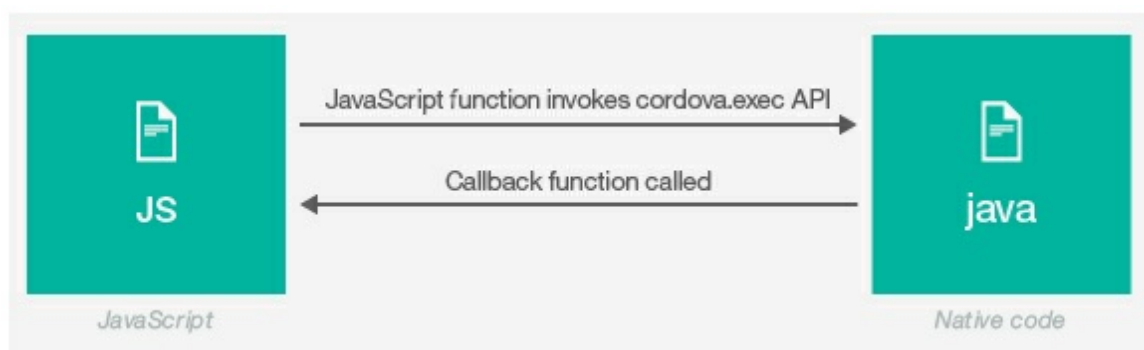 JavaScript function invokes cordova.exec API
Callback function called
JS
java
JavaScript
Native code